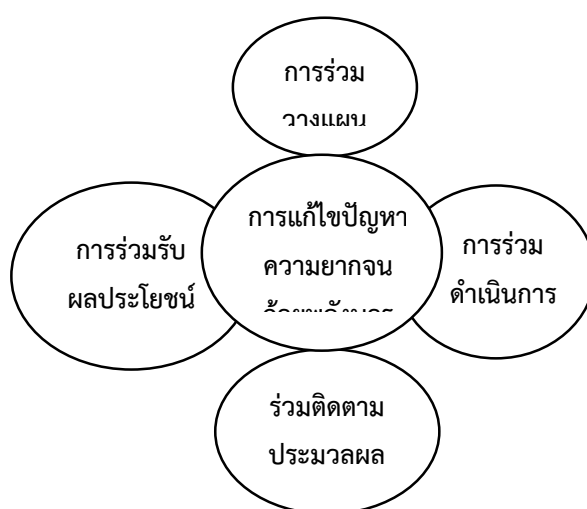 การร่วม
วางแผน
การแก้ไขปัญหา
ความยากจน
การร่วมรับ
ผลประโยชน์
การร่วม
ดำเนินการ
ร่วมติดตาม
ประมวลผล